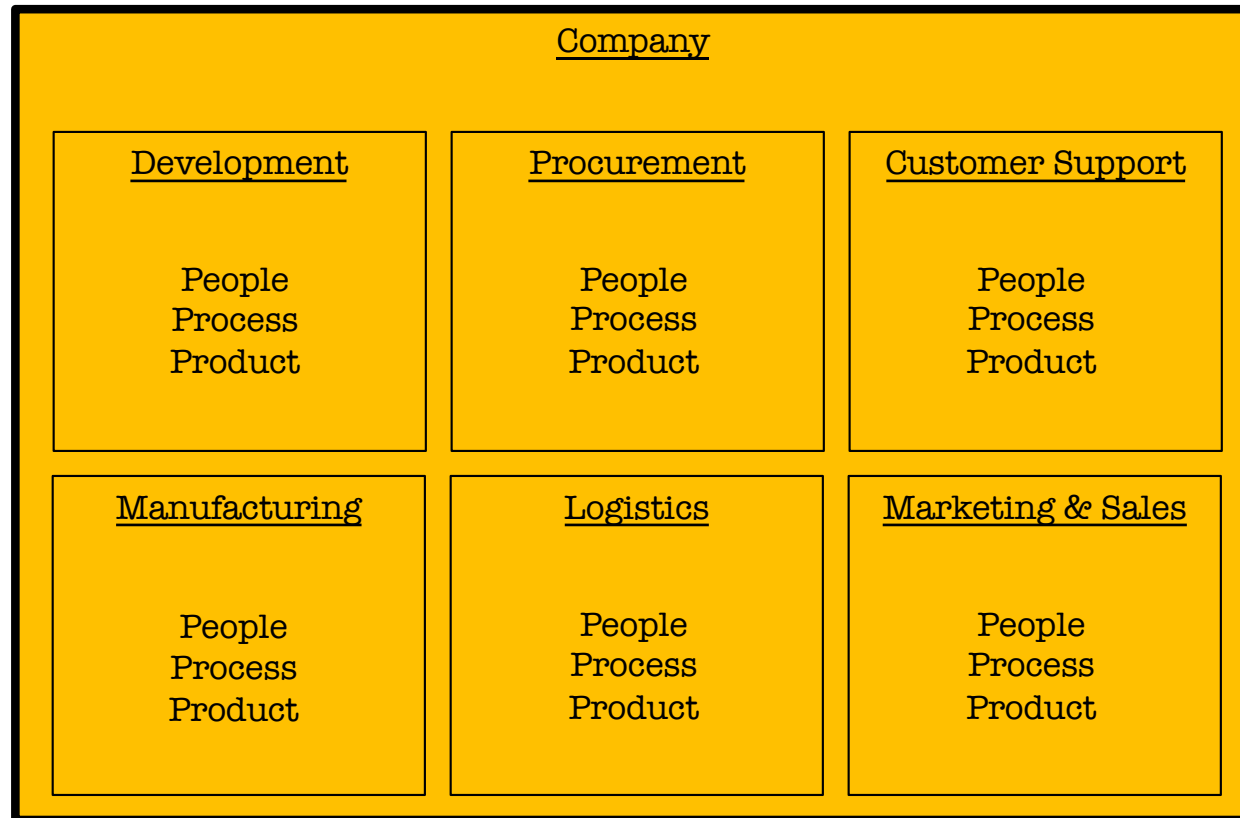 Company
Development
People
Process
Product
Procurement
People
Process
Product
Customer Support
People
Process
Product
Manufacturing
People
Process
Product
Logistics
People
Process
Product
Marketing & Sales
People
Process
Product